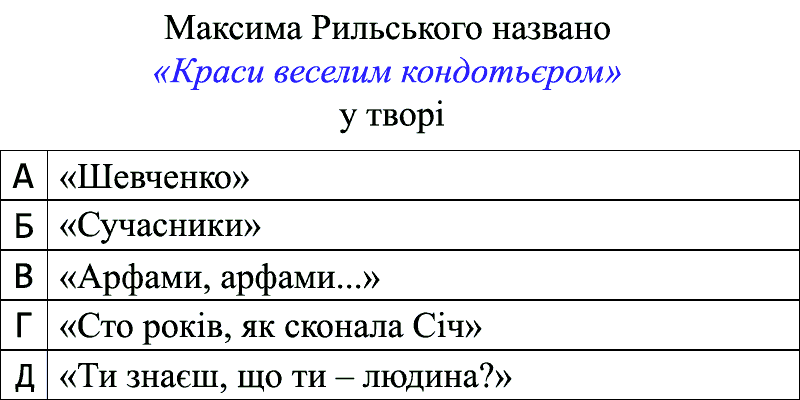 Максима Рильського названо
«Краси веселим кондотьєром»
у творі
А «Шевченко»
Б «Сучасники»
В «Арфами, арфами...»
Г «Сто років, як сконала Січ»
Д «Ти знаєш, що ти – людина?»